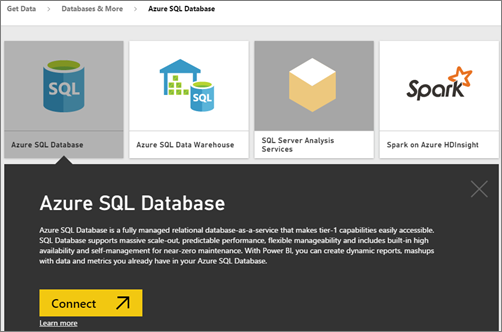 Get Data > Databases & More > Azure SQL Database
SQL
SQL
Spark
Azure SQL Database
Azure SQL Data Warehouse
SQL Server Analysis
Services
Spark on Azure HDInsight
Azure SQL Database
Azure SQL Database is a fully managed relational database-as-a-service that makes tier-1 capabilities easily accessible.
SQL Database supports massive scale-out, predictable performance, flexible manageability and includes built-in high
availability and self-management for near-zero maintenance. With Power BI, you can create dynamic reports, mashups
with data and metrics you already have in your Azure SQL Database.
Connect
Learn more